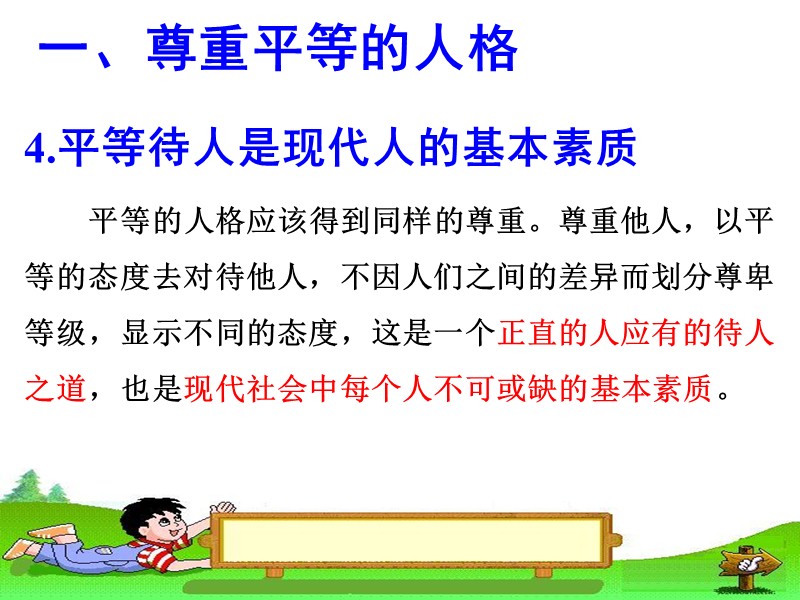 一、尊重平等的人格
4.平等待人是现代人的基本素质
平等的人格应该得到同样的尊重。尊重他人，以平
等的态度去对待他人，不因人们之间的差异而划分尊卑
等级，显示不同的态度，这是一个正直的人应有的待人
之道，也是现代社会中每个人不可或缺的基本素质。